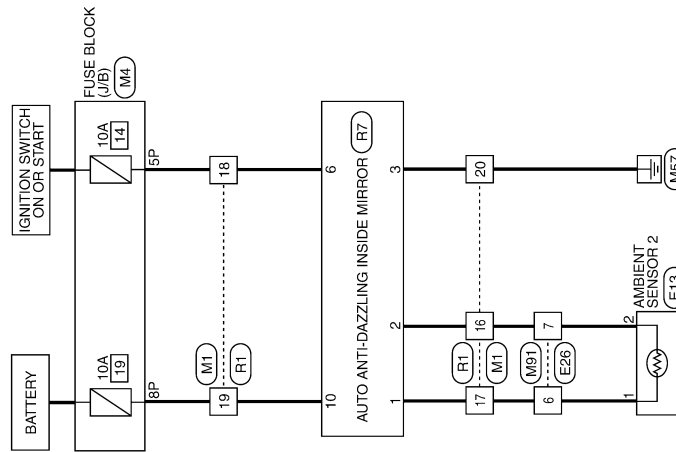 BATTERY
IGNITION SWITCH
ON OR START
FUSE BLOCK
(J/B)
M4
10A
19
10A
14
8P
5P
M1
R1
19
18
10
6
AUTO ANTI-DAZZLING INSIDE MIRROR
R7
1
2
3
R1
M1
17
16
20
M91
E26
6
7
AMBIENT
SENSOR 2
E13
M57
1
2